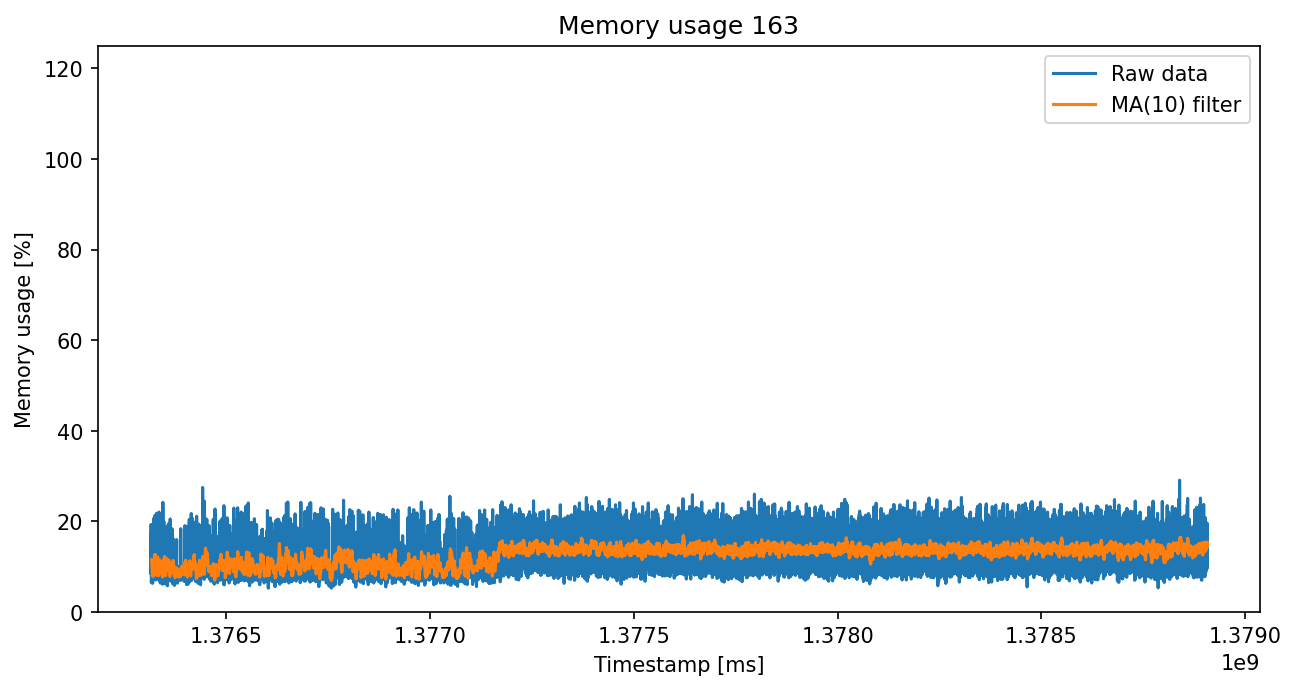 Memory usage 163
Raw data
MA(10) filter
Memory usage [%]
120
100
80
60
40
20
0
1.3765 1.3770 1.3775 1.3780 1.3785 1.3790
1e9
Timestamp [ms]